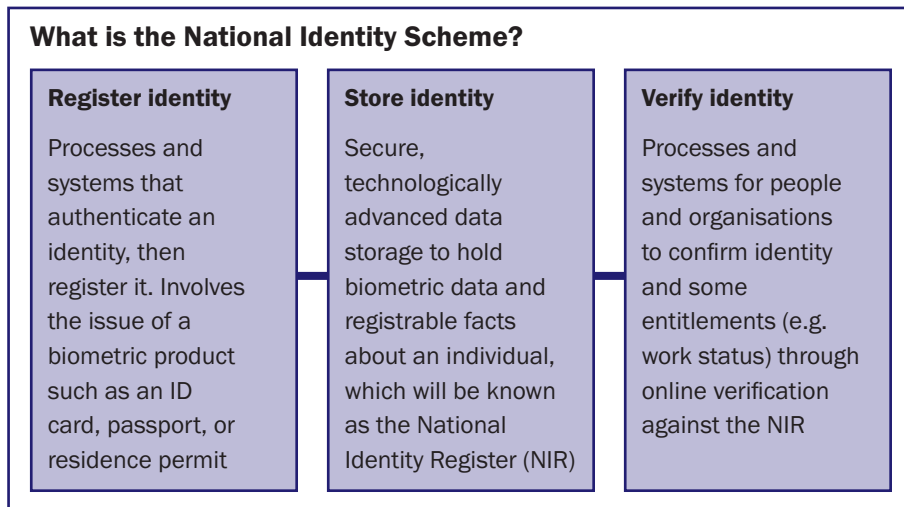 What is the National Identity Scheme?
Register identity
Processes and
systems that
authenticate an
identity, then
register it. Involves
the issue of a
biometric product
such as an ID
card, passport, or
residence permit
Store identity
Secure,
technologically
advanced data
storage to hold
biometric data and
registrable facts
about an individual,
which will be known
as the National
Identity Register (NIR)
Verify identity
Processes and
systems for people
and organisations
to confirm identity
and some
entitlements (e.g.
work status) through
online verification
against the NIR